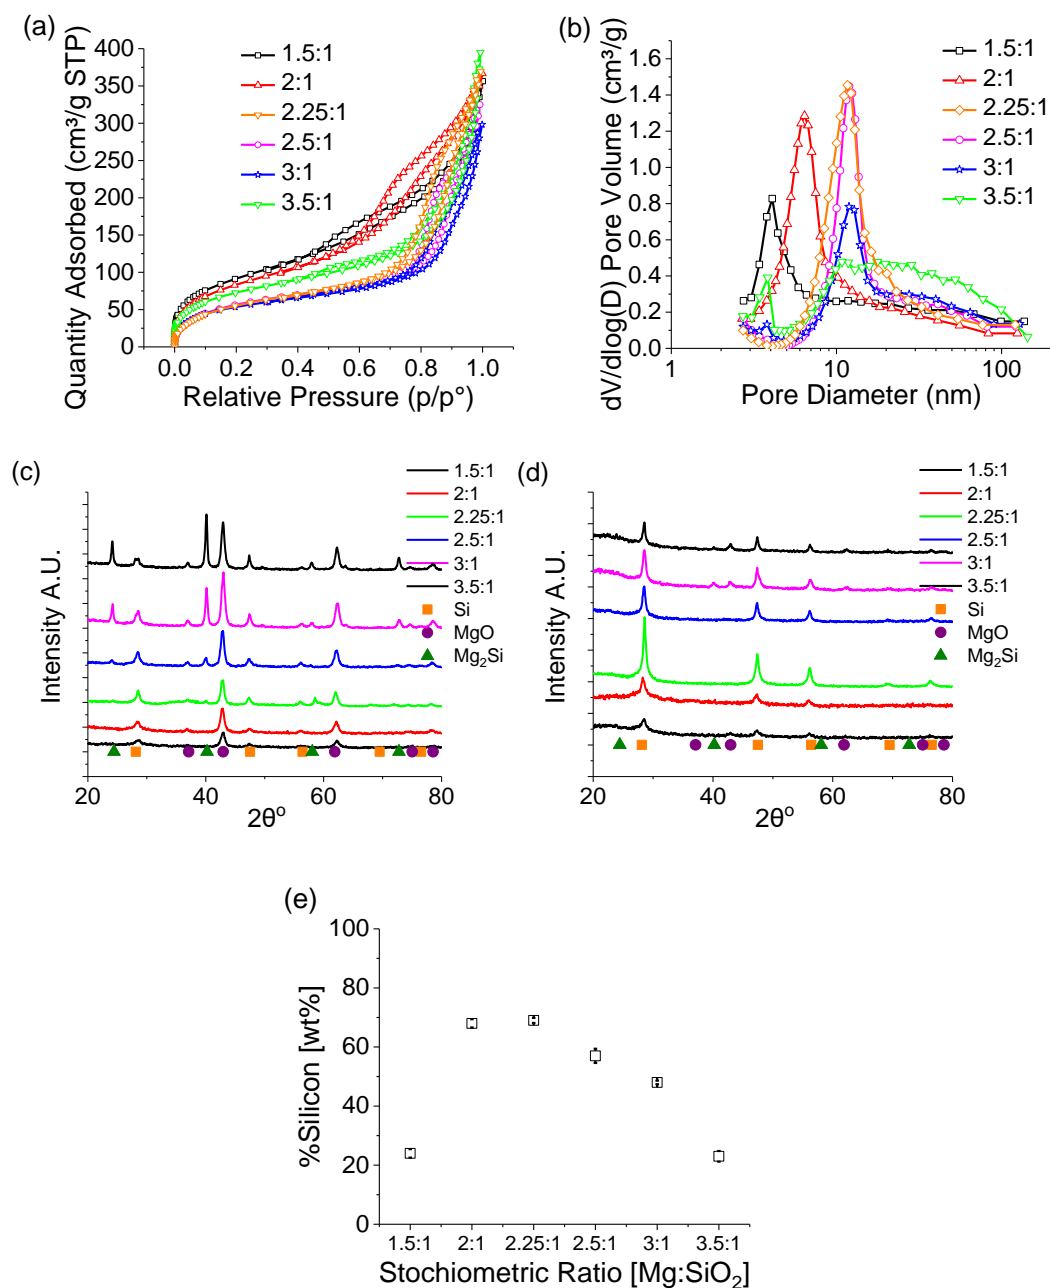 (a)
Quantity Adsorbed (cm³/g STP)
400
350
300
250
200
150
100
50
0
1.5:1
2:1
2.25:1
2.5:1
3:1
3.5:1
0.0 0.2 0.4 0.6 0.8 1.0
Relative Pressure (p/p°)
(b)
dV/dlog(D) Pore Volume (cm³/g)
1.6
1.4
1.2
1.0
0.8
0.6
0.4
0.2
0.0
1.5:1
2:1
2.25:1
2.5:1
3:1
3.5:1
1 10 100
Pore Diameter (nm)
(c)
Intensity A.U.
1.5:1
2:1
2.25:1
2.5:1
3:1
3.5:1
Si
MgO
Mg₂Si
20 40 60 80
2θº
(d)
Intensity A.U.
1.5:1
2:1
2.25:1
2.5:1
3:1
3.5:1
Si
MgO
Mg₂Si
20 40 60 80
2θº
(e)
%Silicon [wt%]
100
80
60
40
20
0
1.5:1 2:1 2.25:1 2.5:1 3:1 3.5:1
Stochiometric Ratio [Mg:SiO₂]